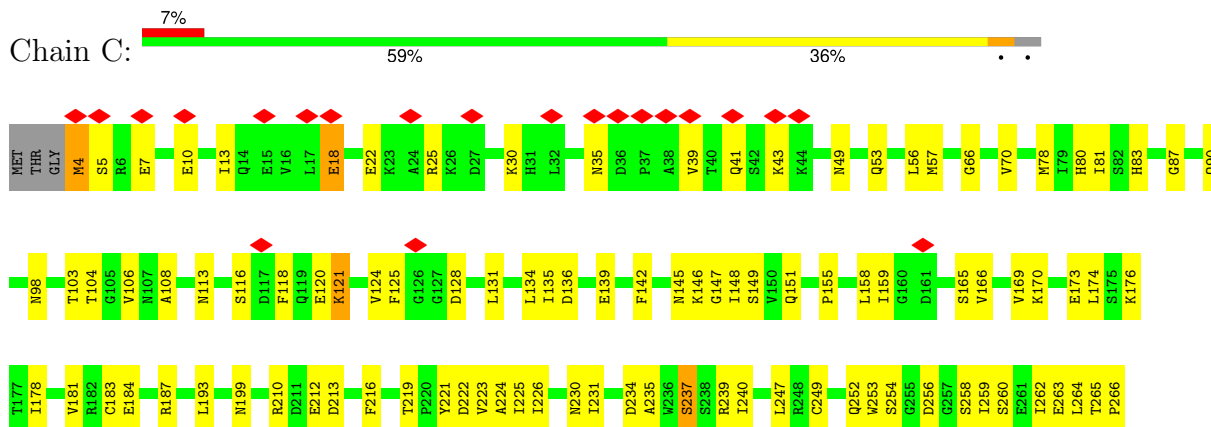 7%
Chain C:
59% 36% • •
MET THR GLY M4 S5 R6 E7 E10 I13 Q14 E15 V16 L17 E18 E22 K23 A24 R25 K26 D27 K30 H31 L32 N35 D36 P37 A38 V39 T40 Q41 S42 K43 K44 N49 Q53 L56 M57 G66 V70 M78 I79 H80 I81 S82 H83 G87
N98 T103 T104 G105 V106 N107 A108 N113 S116 D117 F118 Q119 E120 K121 V124 F125 G126 G127 D128 L131 L134 I135 D136 E139 F142 N145 K146 G147 I148 S149 V150 Q151 P155 L158 I159 G160 D161 S165 V166 V169 K170 E173 L174 S175 K176
T177 I178 V181 R182 C183 E184 R187 L193 N199 R210 D211 E212 D213 F216 T219 P220 Y221 D222 V223 A224 I225 I226 N230 I231 D234 A235 W236 S237 S238 R239 I240 L247 R248 C249 Q252 W253 S254 G255 D256 G257 S258 I259 S260 E261 I262 E263 L264 T265 P266